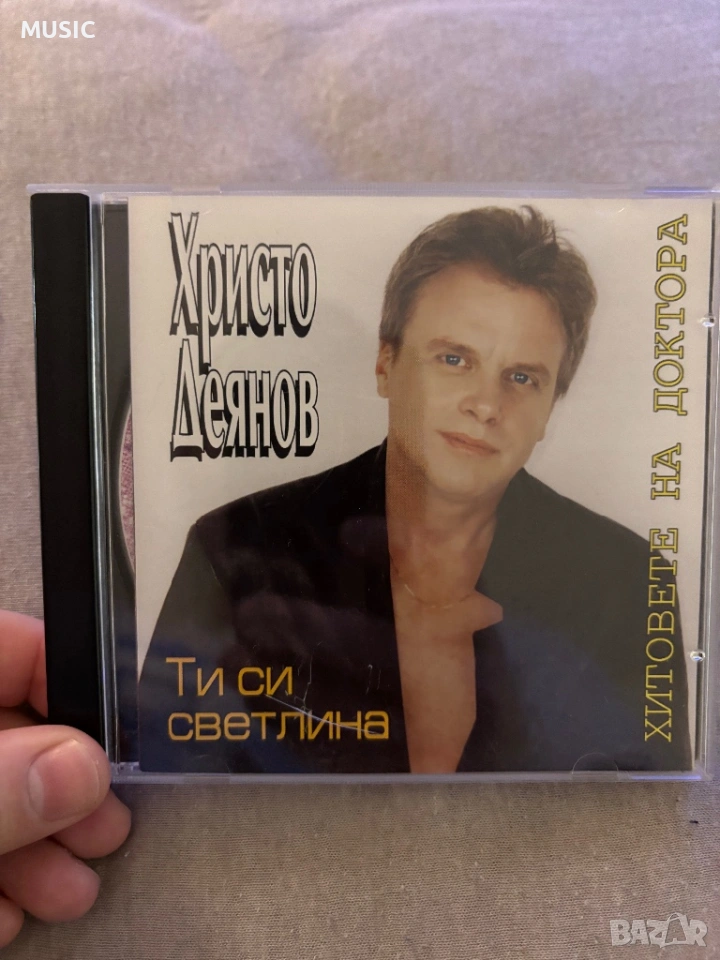 MUSIC
Христо
Деянов
ХИТОВЕТЕ НА ДОКТОРА
Ти си
светлина
BAZAR